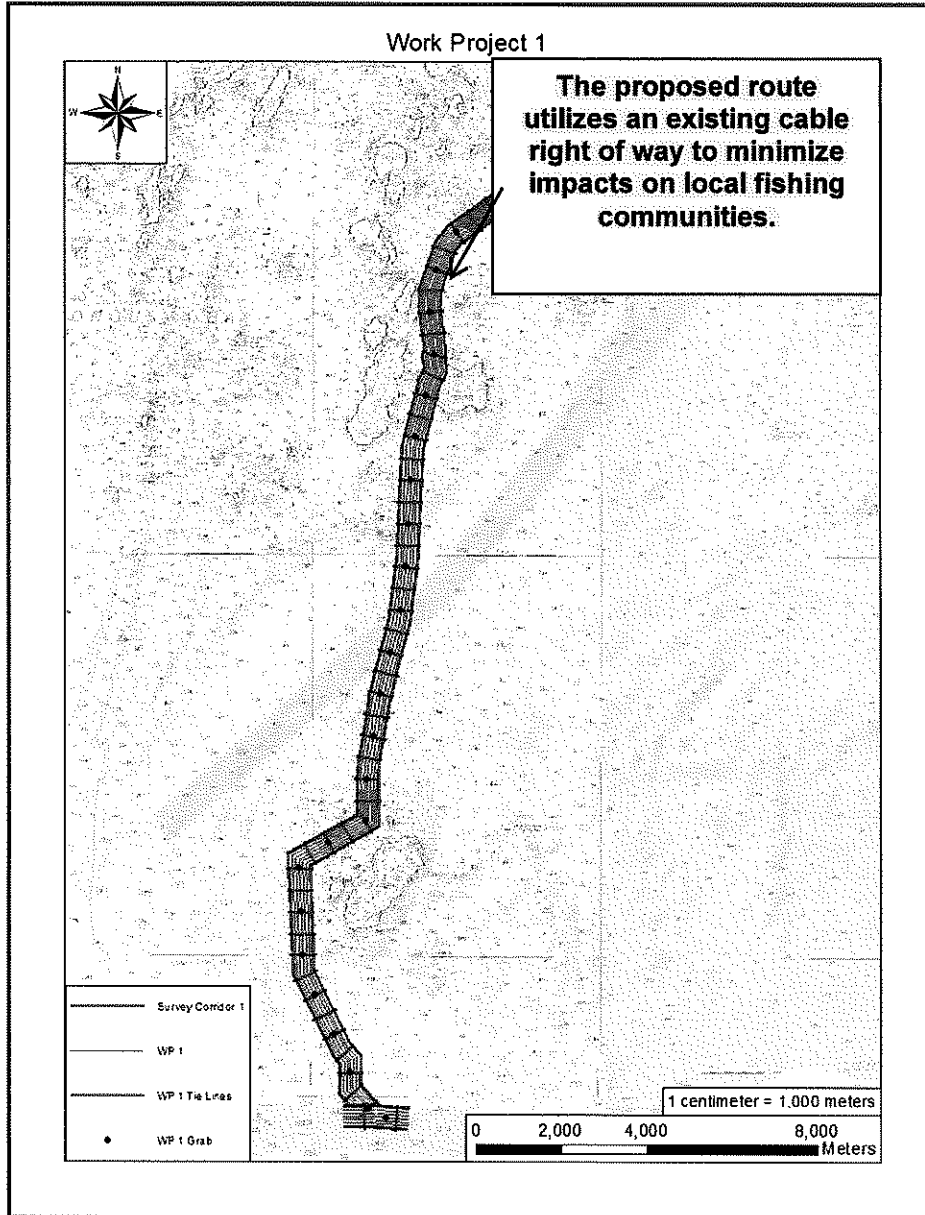 Work Project 1
N
W
E
S
The proposed route
utilizes an existing cable
right of way to minimize
impacts on local fishing
communities.
Survey Corridor 1
WP 1
WP 1 Tie Lines
WP 1 Grab
1 centimeter = 1,000 meters
0 2,000 4,000 8,000
Meters